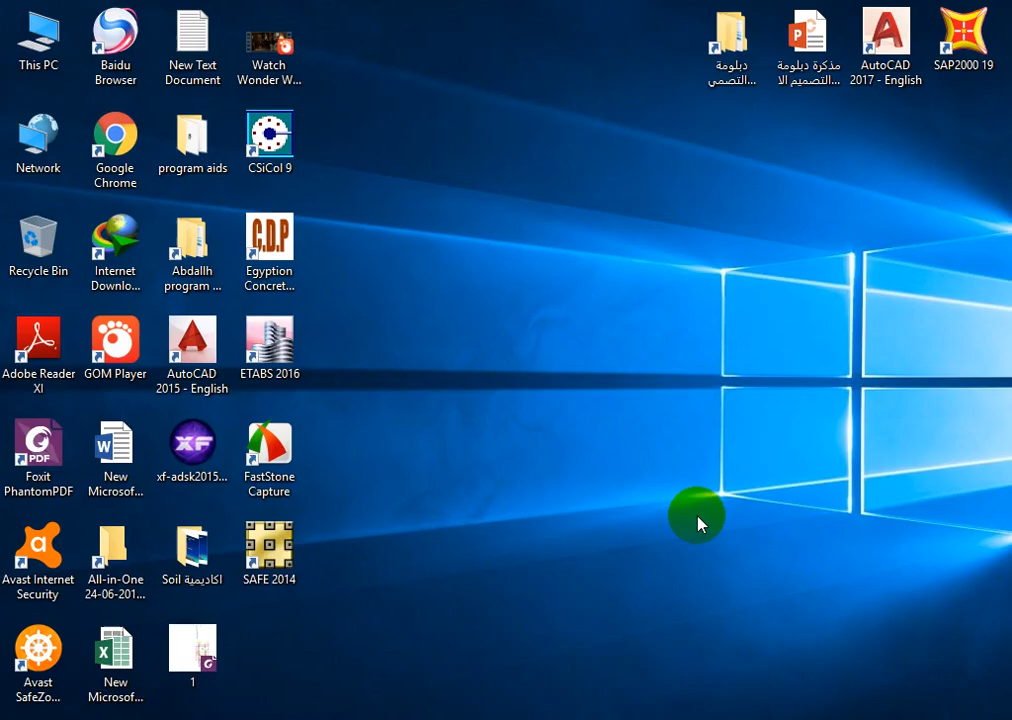 This PC
Baidu
Browser
New Text
Document
Watch
Wonder W...
دبلومة
التصمي...
مذكرة دبلومة
التصميم الا...
AutoCAD
2017 - English
SAP2000 19
Network
Google
Chrome
program aids
CSiCol 9
Recycle Bin
Internet
Downlo...
Abdallh
program ...
C.D.P
Egyption
Concret...
Adobe Reader
XI
GOM Player
AutoCAD
2015 - English
ETABS 2016
PDF
Foxit
PhantomPDF
New
Microsof...
XF
xf-adsk2015...
FastStone
Capture
Avast Internet
Security
All-in-One
24-06-201...
اكاديمية Soil
SAFE 2014
Avast
SafeZo...
New
Microsof...
1